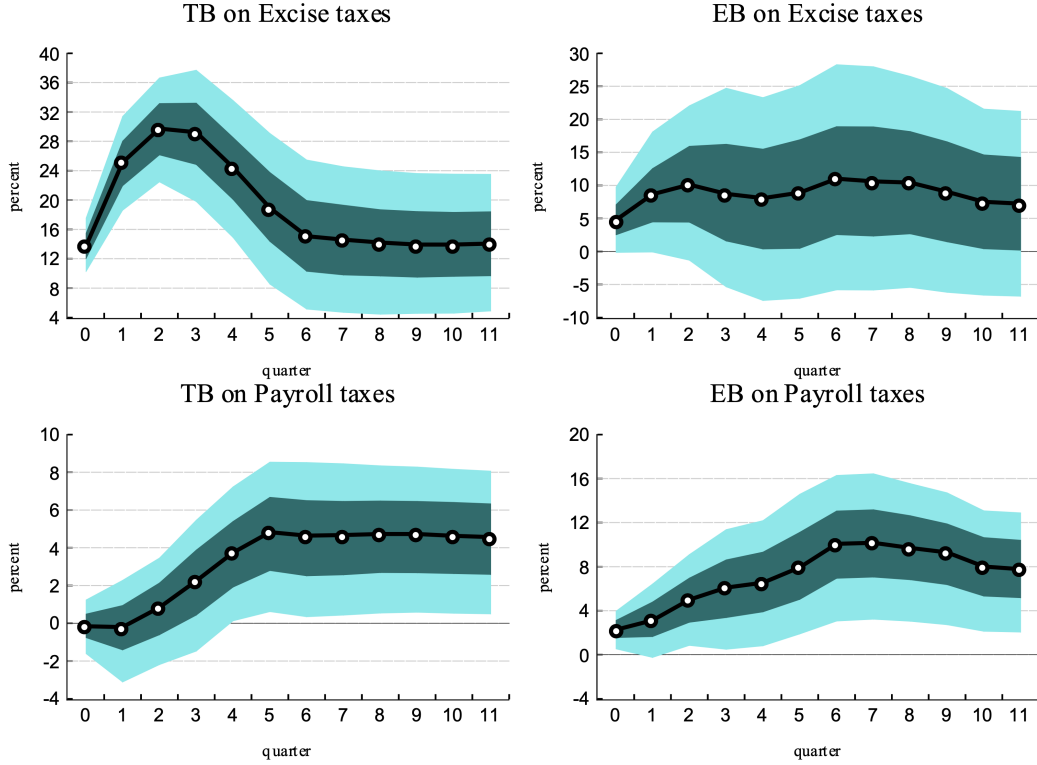 TB on Excise taxes
percent
40
36
32
28
24
20
16
12
8
4
0 1 2 3 4 5 6 7 8 9 10 11
quarter
EB on Excise taxes
percent
30
25
20
15
10
5
0
-5
-10
0 1 2 3 4 5 6 7 8 9 10 11
quarter
TB on Payroll taxes
percent
10
8
6
4
2
0
-2
-4
0 1 2 3 4 5 6 7 8 9 10 11
quarter
EB on Payroll taxes
percent
20
16
12
8
4
0
-4
0 1 2 3 4 5 6 7 8 9 10 11
quarter